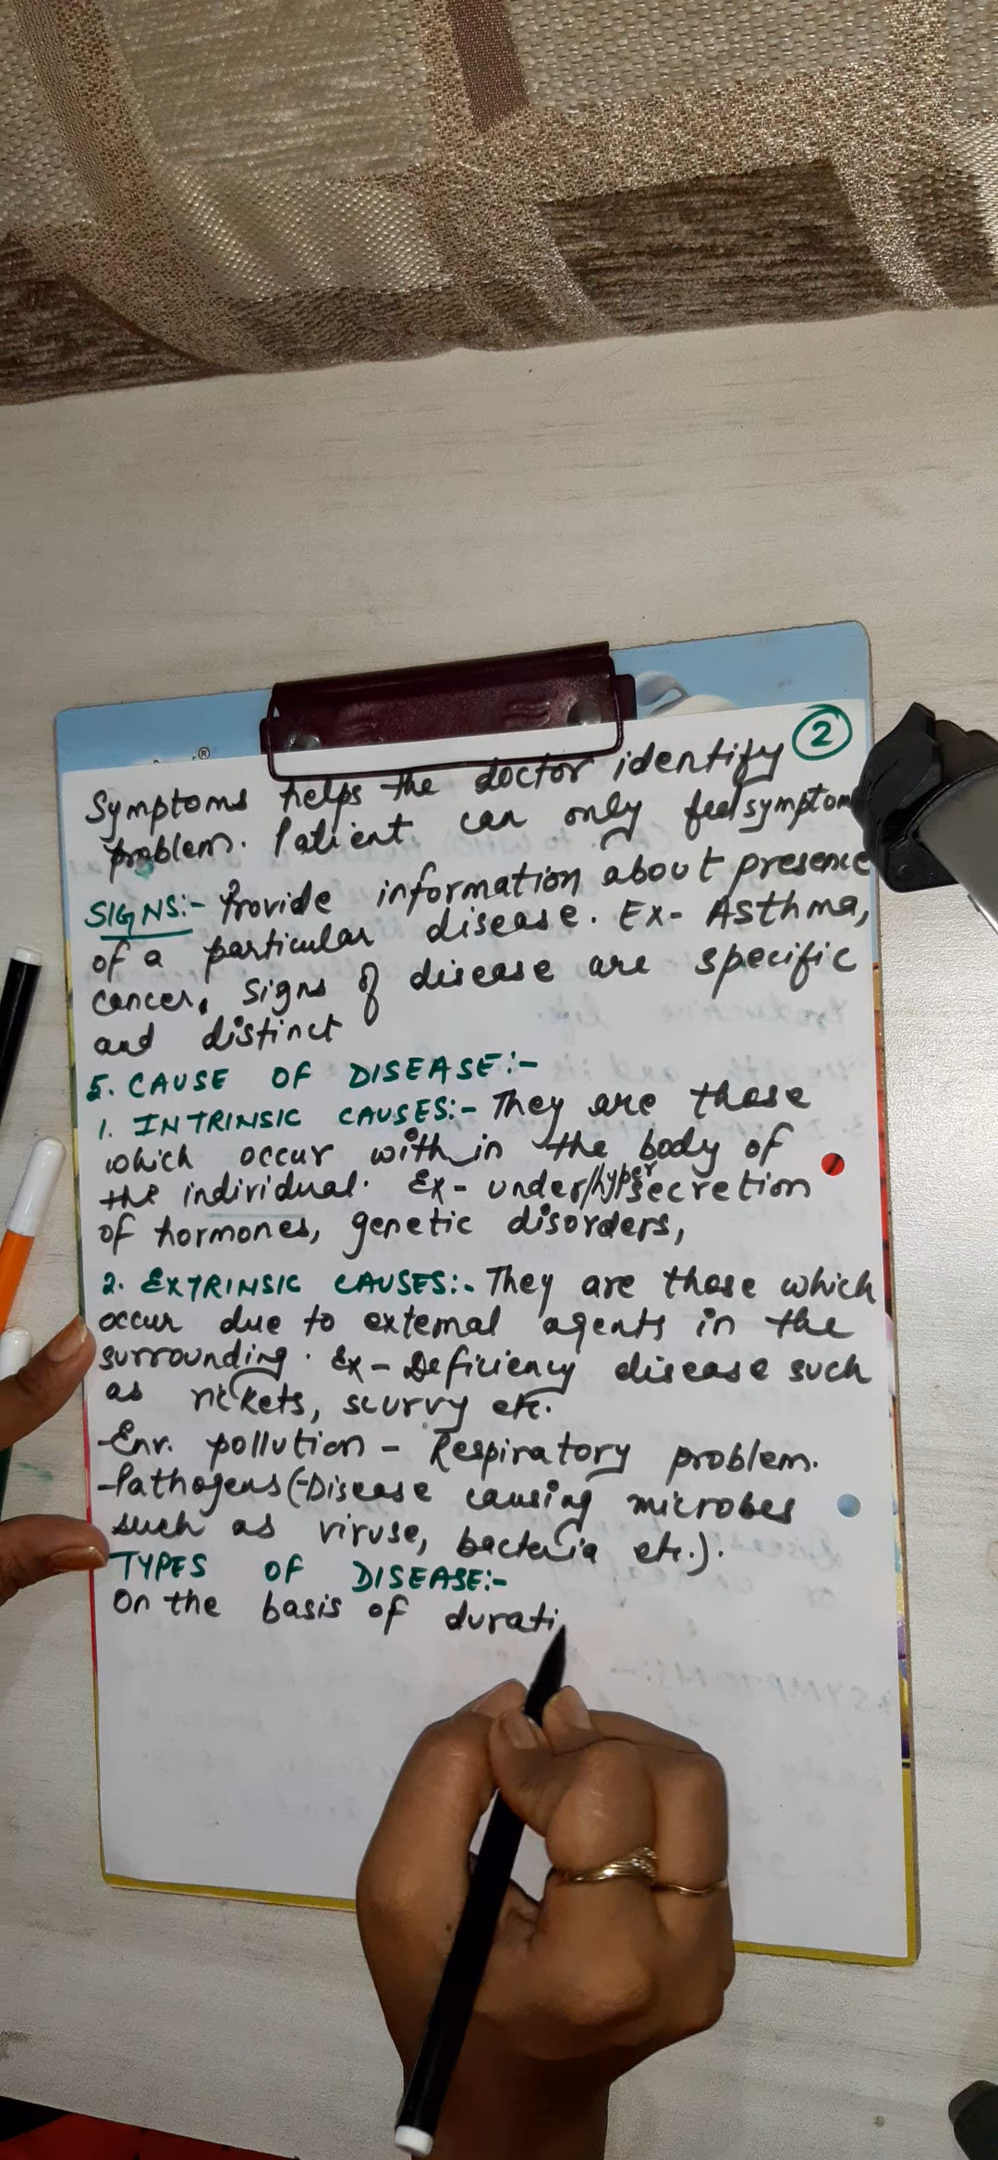 2
Symptoms helps the doctor identify
problem. Patient can only feel symptom
SIGNS:- Provide information about presence
of a particular disease. Ex- Asthma,
cancer, signs of disease are specific
and distinct
5. CAUSE OF DISEASE:-
1. INTRINSIC CAUSES:- They are those
which occur within the body of
the individual. Ex- under/hyper secretion
of hormones, genetic disorders,
2. EXTRINSIC CAUSES:- They are those which
occur due to external agents in the
surrounding. Ex- Deficiency disease such
as rickets, scurvy etc.
-Env. pollution - Respiratory problem.
-Pathogens (-Disease causing microbes
such as viruse, bacteria etc.).
TYPES OF DISEASE:-
On the basis of durati